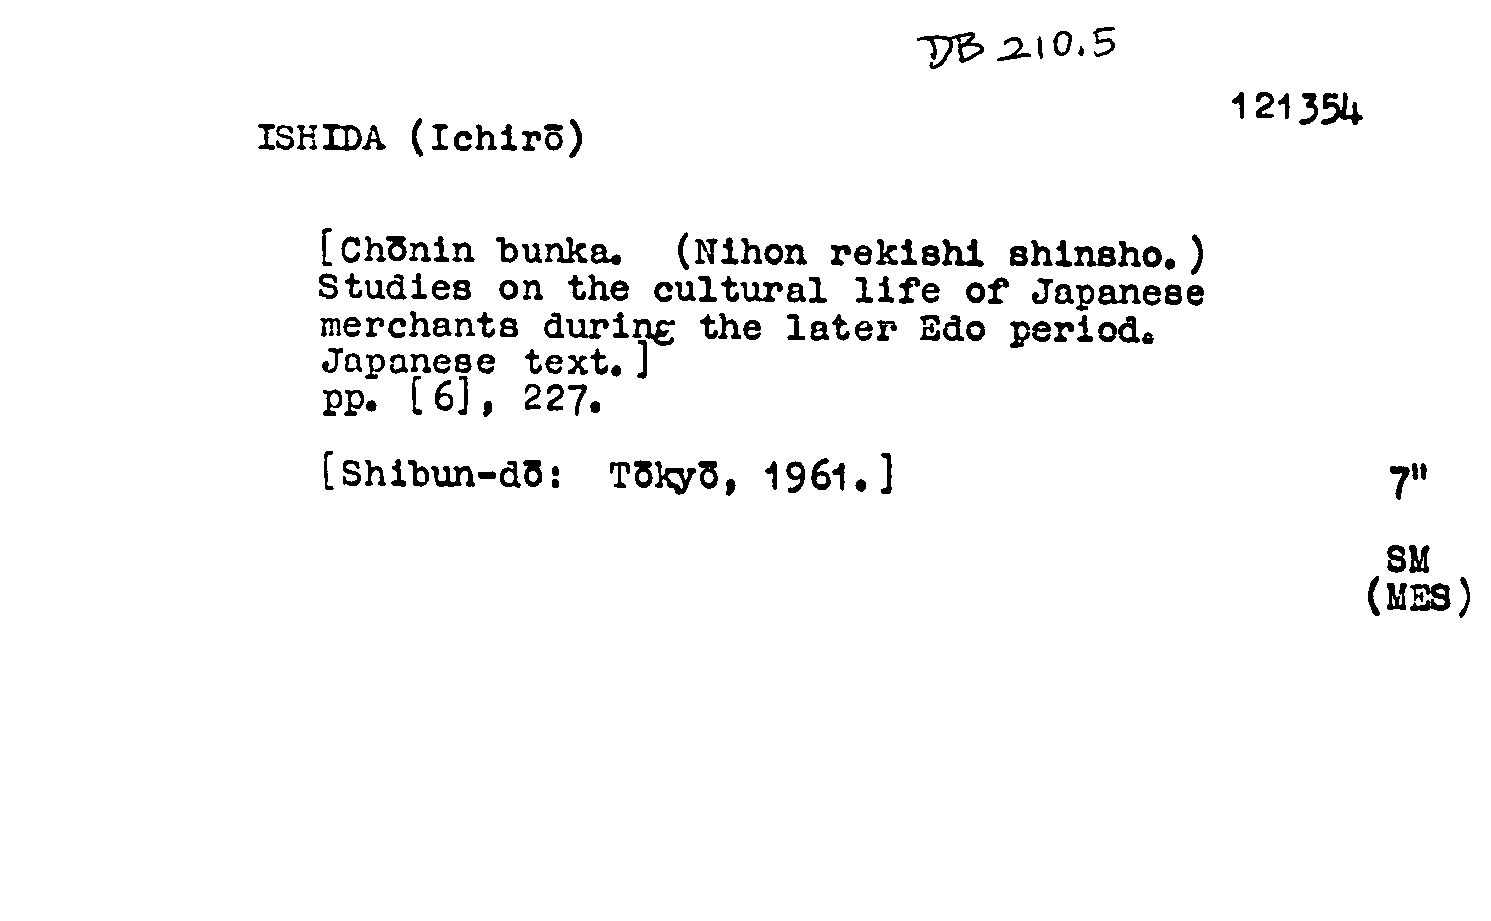 DB 210.5
121354
ISHIDA (Ichirō)
[Chōnin bunka. (Nihon rekishi shinsho.)
Studies on the cultural life of Japanese
merchants during the later Edo period.
Japanese text.]
pp. [6], 227.
[Shibun-dō: Tōkyō, 1961.]
7"
SM
(MES)